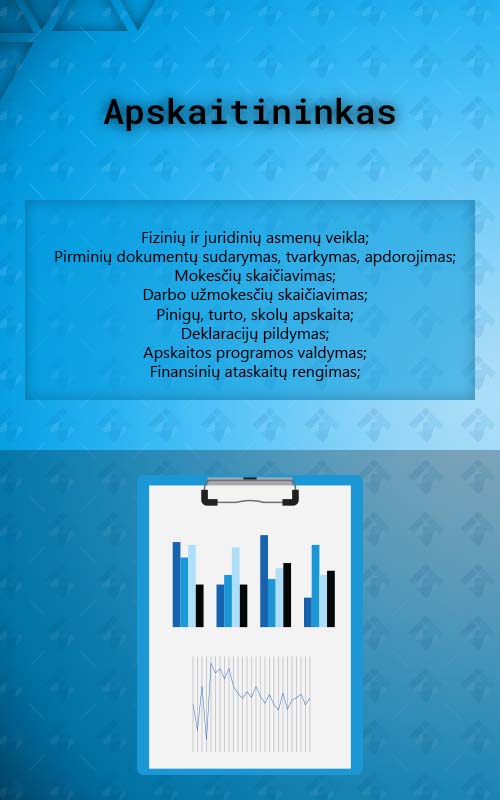 Apskaitininkas
Fizinių ir juridinių asmenų veikla;
Pirminių dokumentų sudarymas, tvarkymas, apdorojimas;
Mokesčių skaičiavimas;
Darbo užmokesčių skaičiavimas;
Pinigų, turto, skolų apskaita;
Deklaracijų pildymas;
Apskaitos programos valdymas;
Finansinių ataskaitų rengimas;